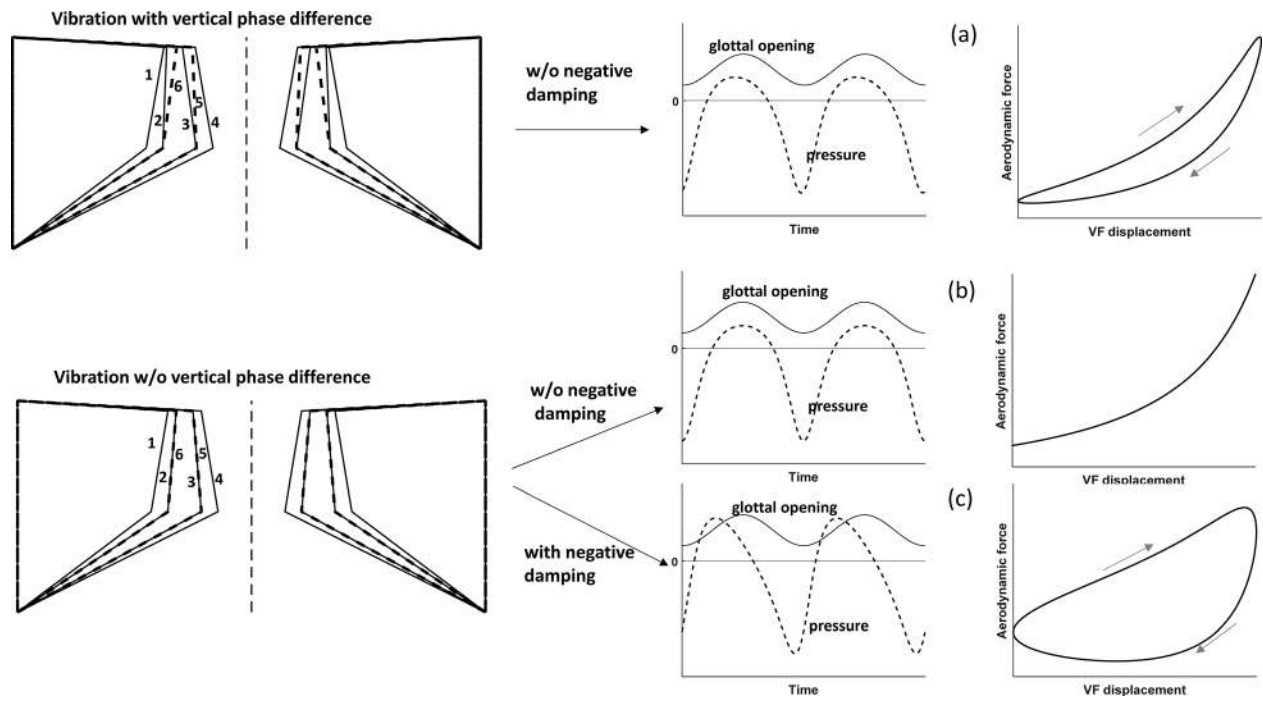 Vibration with vertical phase difference
1
6
5
2
3
4
w/o negative
damping
glottal opening
0
pressure
Time
(a)
Aerodynamic force
VF displacement
Vibration w/o vertical phase difference
1
6
5
2
3
4
w/o negative
damping
with negative
damping
glottal opening
0
pressure
Time
(b)
Aerodynamic force
VF displacement
glottal opening
0
pressure
Time
(c)
Aerodynamic force
VF displacement